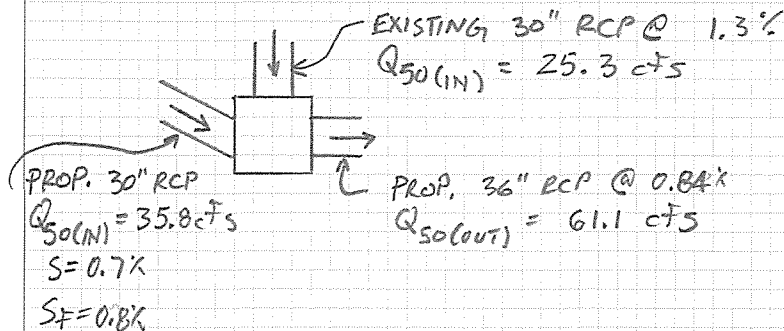 EXISTING 30" RCP @ 1.3%
Q50(IN) = 25.3 cfs
PROP. 30" RCP
Q50(IN) = 35.8 cfs
S=0.7%
SF=0.8%
PROP. 36" RCP @ 0.84%
Q50(OUT) = 61.1 cfs